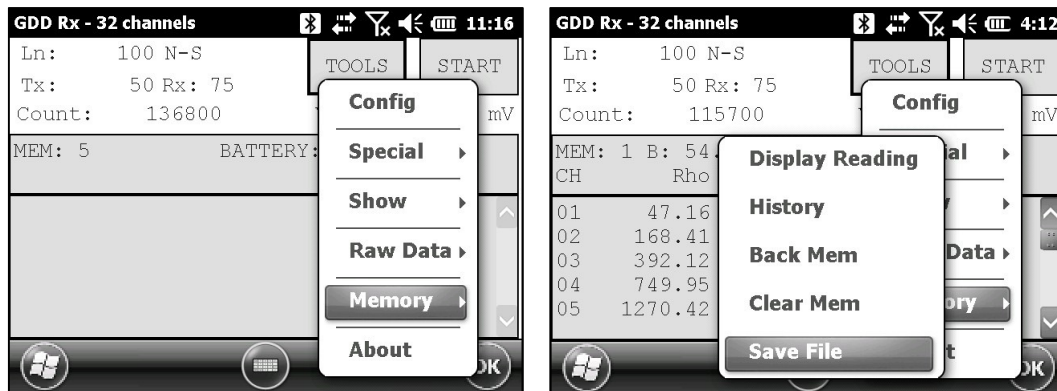 GDD Rx - 32 channels 11:16
Ln: 100 N-S
Tx: 50 Rx: 75
Count: 136800 mV
TOOLS START
MEM: 5 BATTERY:
Config
Special
Show
Raw Data
Memory
About
GDD Rx - 32 channels 4:12
Ln: 100 N-S
Tx: 50 Rx: 75
Count: 115700 mV
TOOLS START
MEM: 1 B: 54.
CH Rho
01 47.16
02 168.41
03 392.12
04 749.95
05 1270.42
Config
Data
Display Reading
History
Back Mem
Clear Mem
Save File